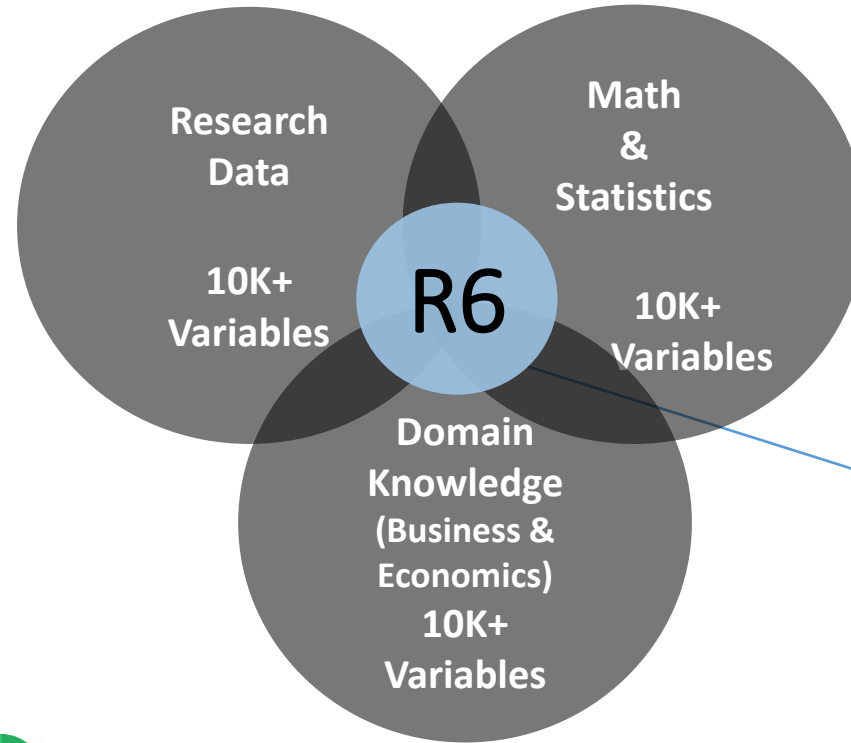 Research
Data
10K+
Variables
Math
&
Statistics
10K+
Variables
R6
Domain
Knowledge
(Business &
Economics)
10K+
Variables